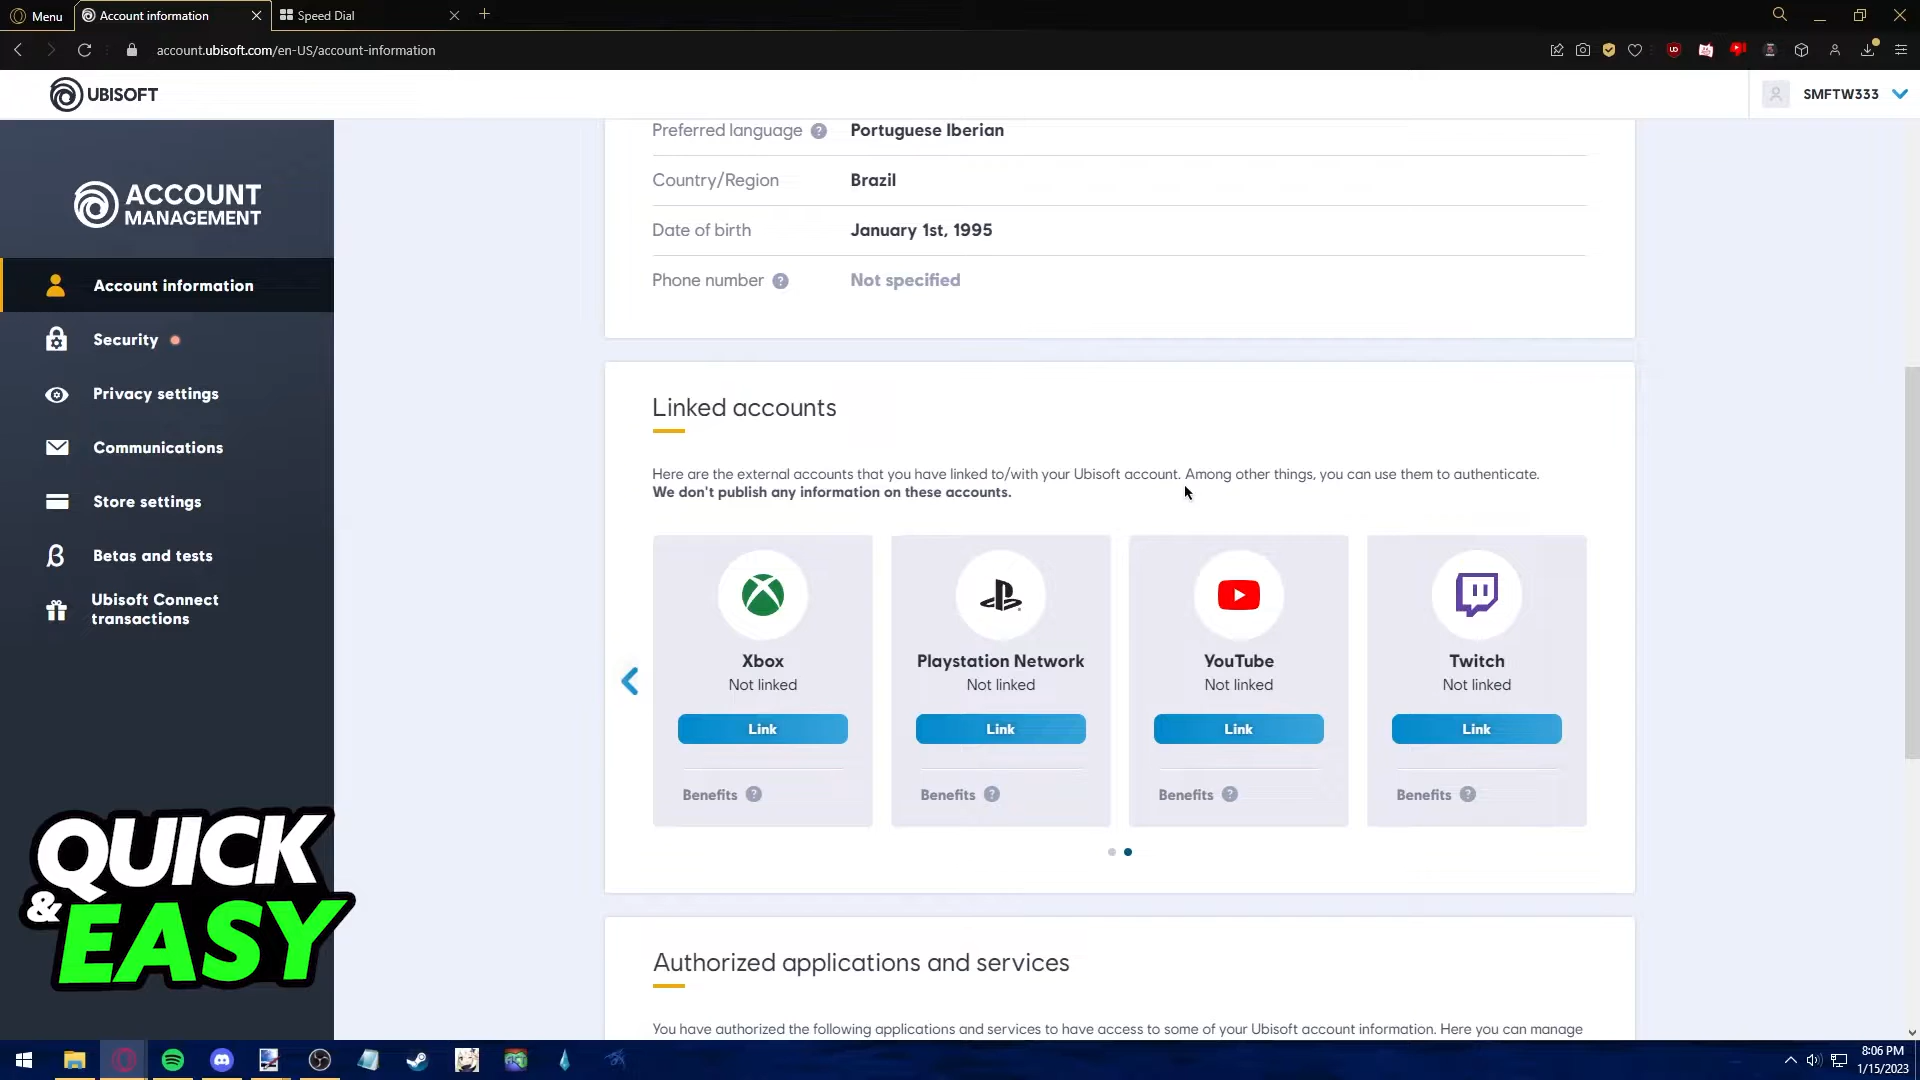 Menu
Account information
Speed Dial
account.ubisoft.com/en-US/account-information
UBISOFT
SMFTW333
ACCOUNT
MANAGEMENT
Account information
Security
Privacy settings
Communications
Store settings
Betas and tests
Ubisoft Connect
transactions
QUICK
& EASY
Preferred language ? Portuguese Iberian
Country/Region Brazil
Date of birth January 1st, 1995
Phone number ? Not specified
Linked accounts
Here are the external accounts that you have linked to/with your Ubisoft account. Among other things, you can use them to authenticate.
We don't publish any information on these accounts.
Xbox
Not linked
Link
Benefits ?
Playstation Network
Not linked
Link
Benefits ?
YouTube
Not linked
Link
Benefits ?
Twitch
Not linked
Link
Benefits ?
Authorized applications and services
You have authorized the following applications and services to have access to some of your Ubisoft account information. Here you can manage
8:06 PM
1/15/2023